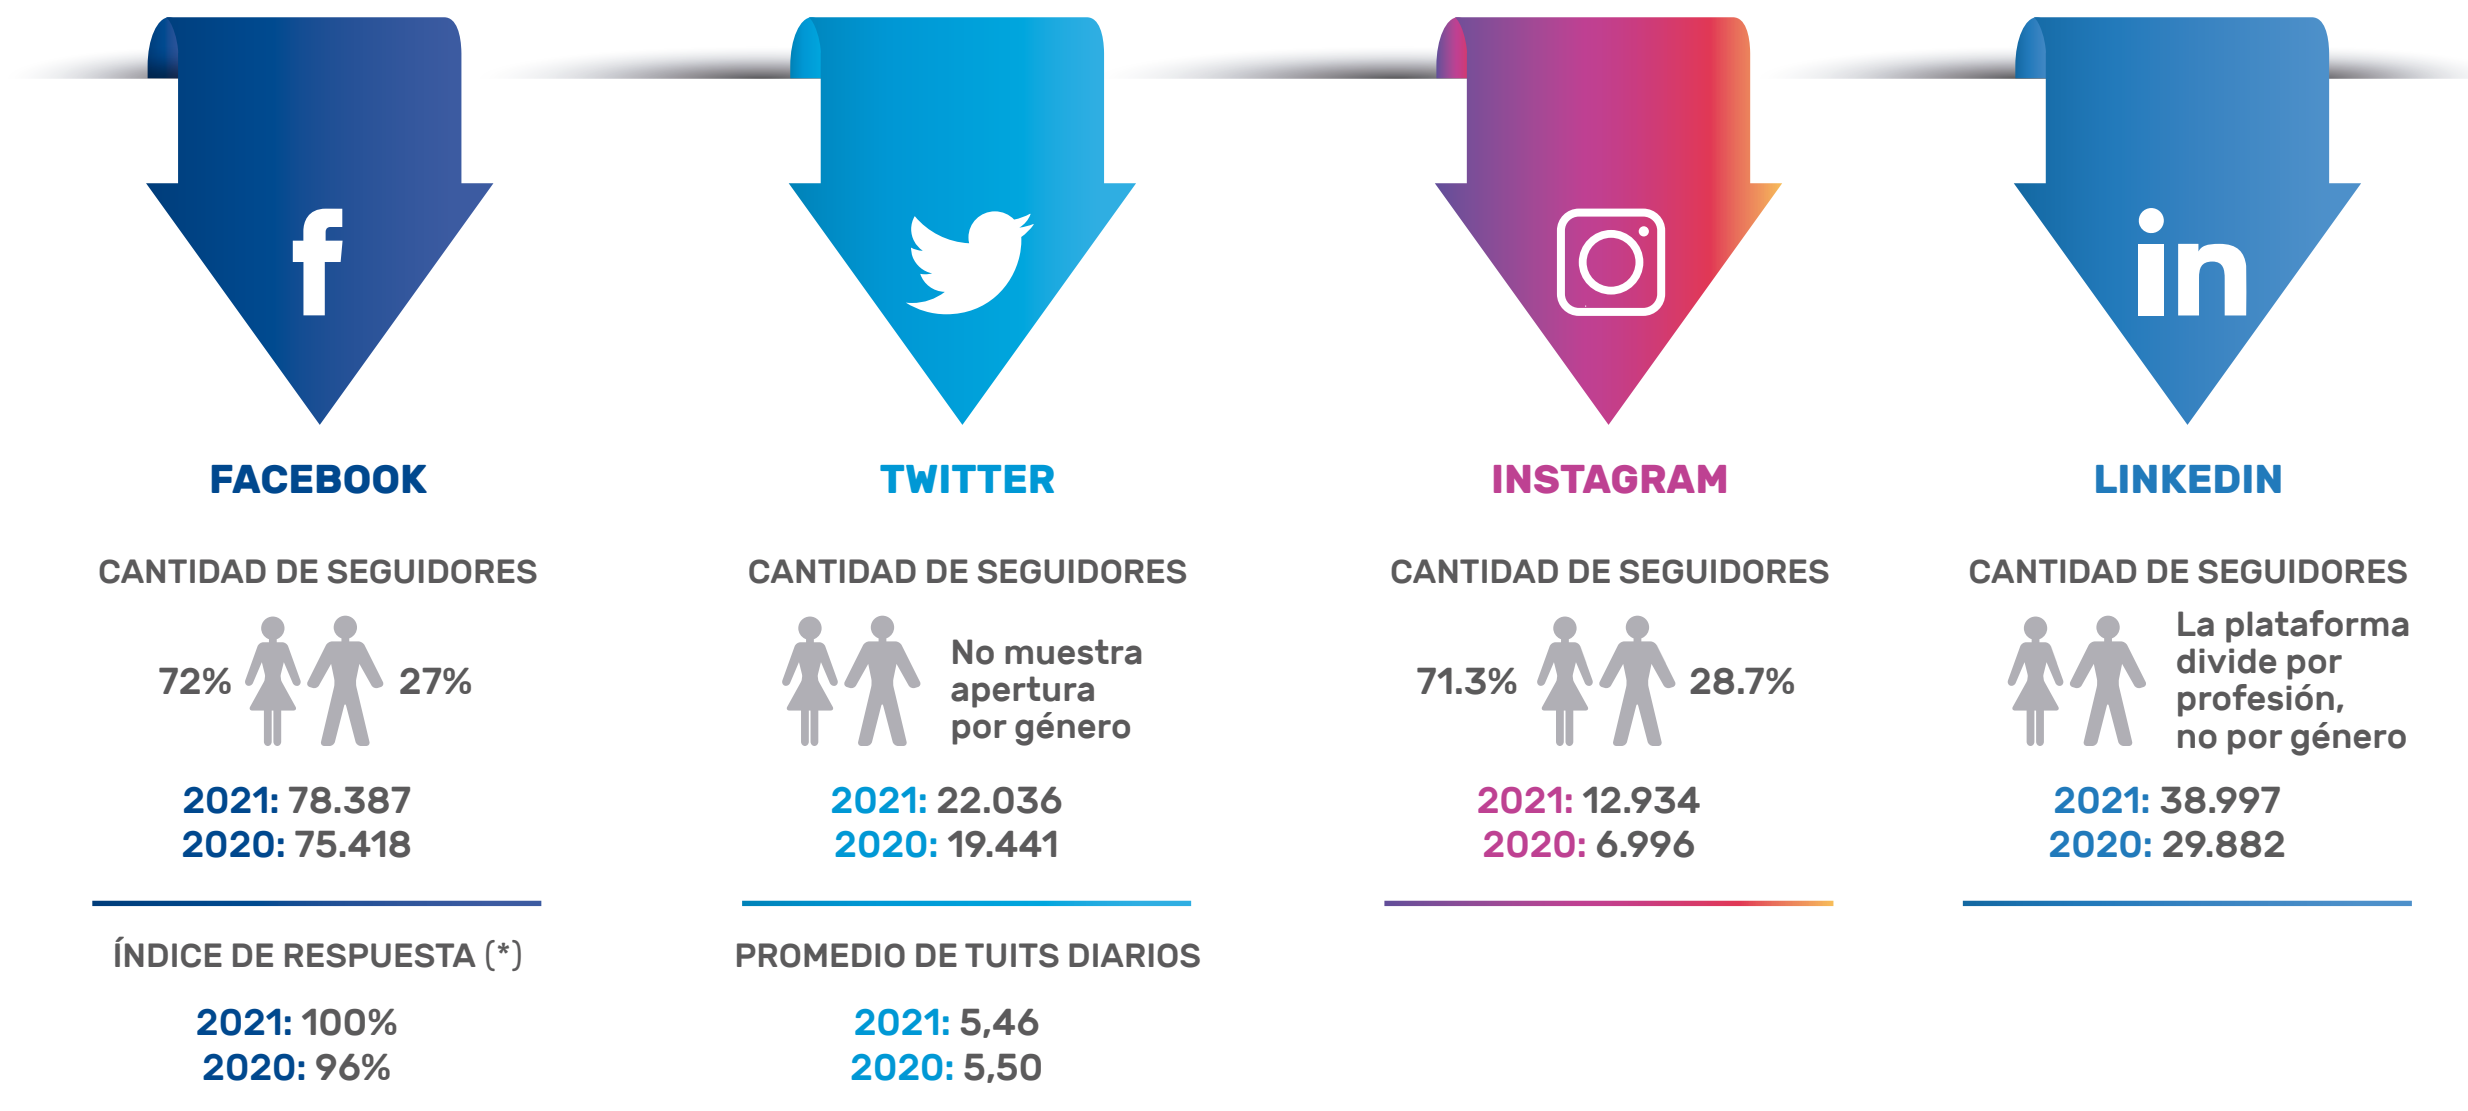 FACEBOOK
CANTIDAD DE SEGUIDORES
72% 27%
2021: 78.387
2020: 75.418
ÍNDICE DE RESPUESTA (*)
2021: 100%
2020: 96%
TWITTER
CANTIDAD DE SEGUIDORES
No muestra
apertura
por género
2021: 22.036
2020: 19.441
PROMEDIO DE TUITS DIARIOS
2021: 5,46
2020: 5,50
INSTAGRAM
CANTIDAD DE SEGUIDORES
71.3% 28.7%
2021: 12.934
2020: 6.996
in
LINKEDIN
CANTIDAD DE SEGUIDORES
La plataforma
divide por
profesión,
no por género
2021: 38.997
2020: 29.882